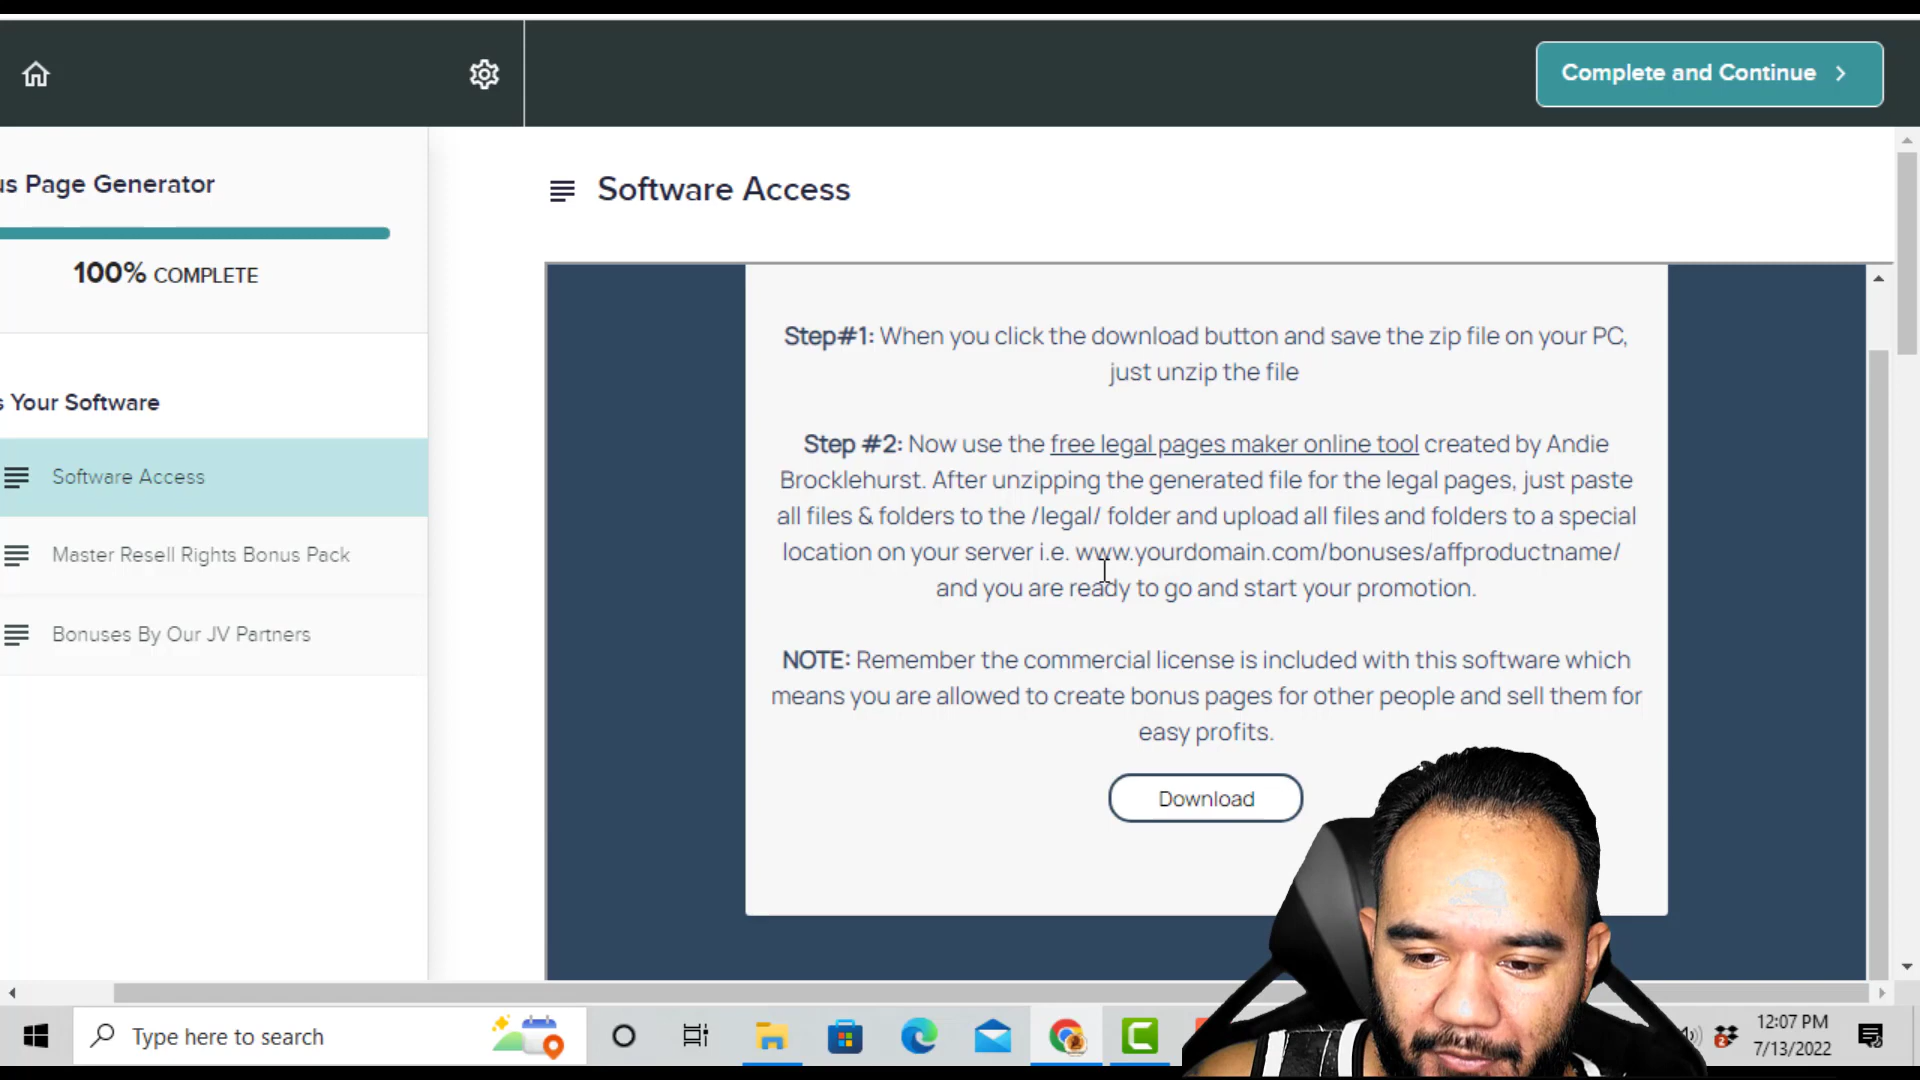 Complete and Continue
us Page Generator
100% COMPLETE
s Your Software
Software Access
Master Resell Rights Bonus Pack
Bonuses By Our JV Partners
Software Access
Step#1: When you click the download button and save the zip file on your PC,
just unzip the file
Step #2: Now use the free legal pages maker online tool created by Andie
Brocklehurst. After unzipping the generated file for the legal pages, just paste
all files & folders to the /legal/ folder and upload all files and folders to a special
location on your server i.e. www.yourdomain.com/bonuses/affproductname/
and you are ready to go and start your promotion.
NOTE: Remember the commercial license is included with this software which
means you are allowed to create bonus pages for other people and sell them for
easy profits.
Download
Type here to search
2
12:07 PM
7/13/2022